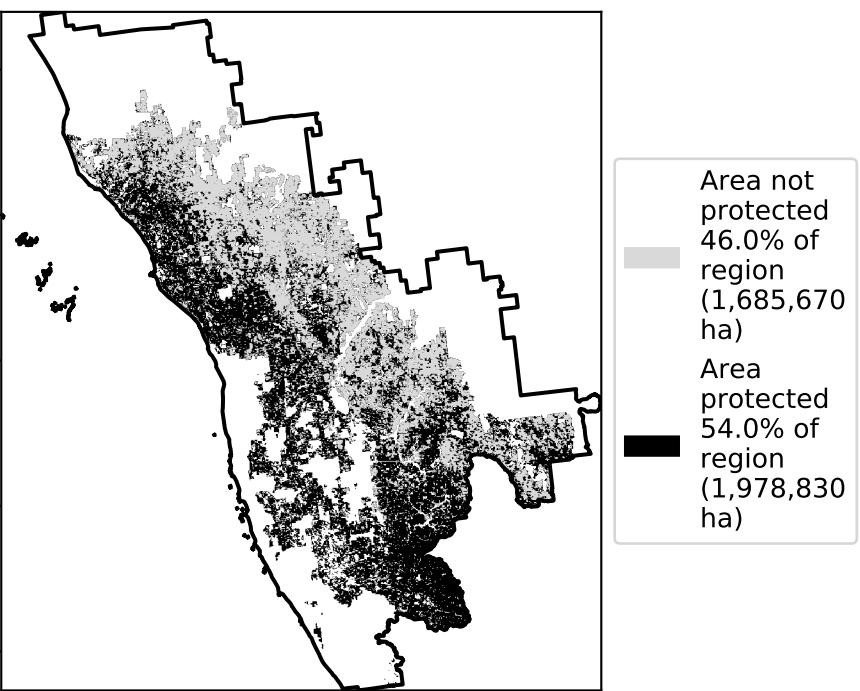 Area not
protected
46.0% of
region
(1,685,670
ha)
Area
protected
54.0% of
region
(1,978,830
ha)